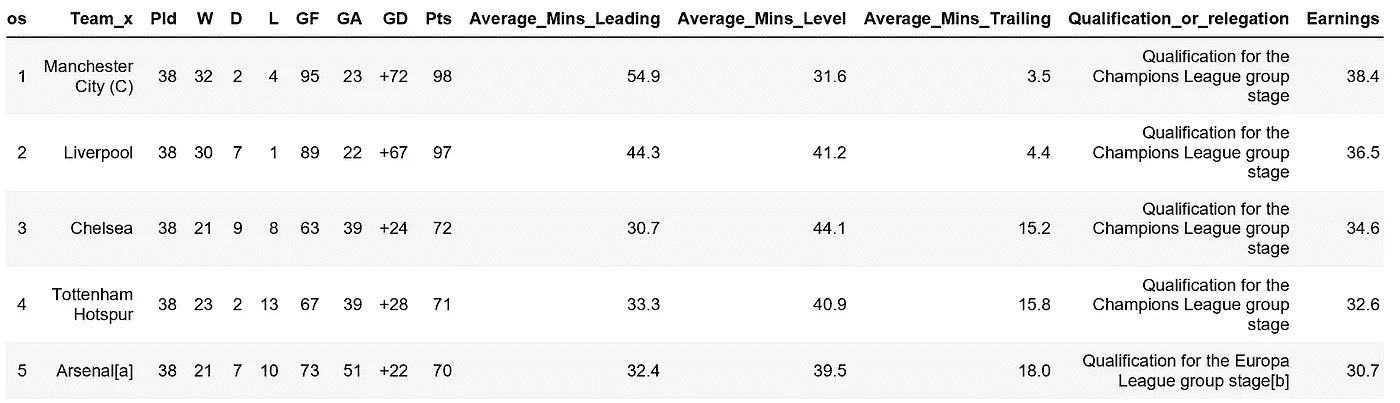 os Team_x Pld W D L GF GA GD Pts Average_Mins_Leading Average_Mins_Level Average_Mins_Trailing Qualification_or_relegation Earnings
1 Manchester City (C) 38 32 2 4 95 23 +72 98 54.9 31.6 3.5 Qualification for the Champions League group stage 38.4
2 Liverpool 38 30 7 1 89 22 +67 97 44.3 41.2 4.4 Qualification for the Champions League group stage 36.5
3 Chelsea 38 21 9 8 63 39 +24 72 30.7 44.1 15.2 Qualification for the Champions League group stage 34.6
4 Tottenham Hotspur 38 23 2 13 67 39 +28 71 33.3 40.9 15.8 Qualification for the Champions League group stage 32.6
5 Arsenal[a] 38 21 7 10 73 51 +22 70 32.4 39.5 18.0 Qualification for the Europa League group stage[b] 30.7